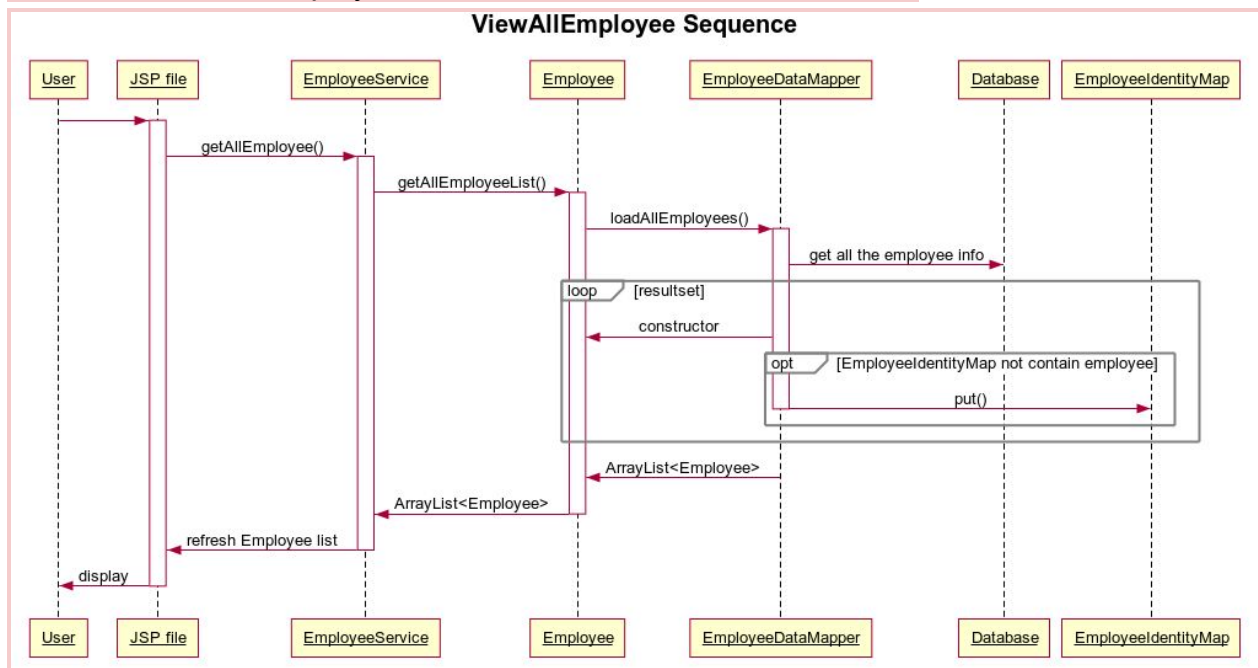 ViewAllEmployee Sequence
User JSP file EmployeeService Employee EmployeeDataMapper Database EmployeeIdentityMap
getAllEmployee()
getAllEmployeeList()
loadAllEmployees()
get all the employee info
loop [resultset]
constructor
opt [EmployeeIdentityMap not contain employee]
put()
ArrayList<Employee>
ArrayList<Employee>
refresh Employee list
display
User JSP file EmployeeService Employee EmployeeDataMapper Database EmployeeIdentityMap